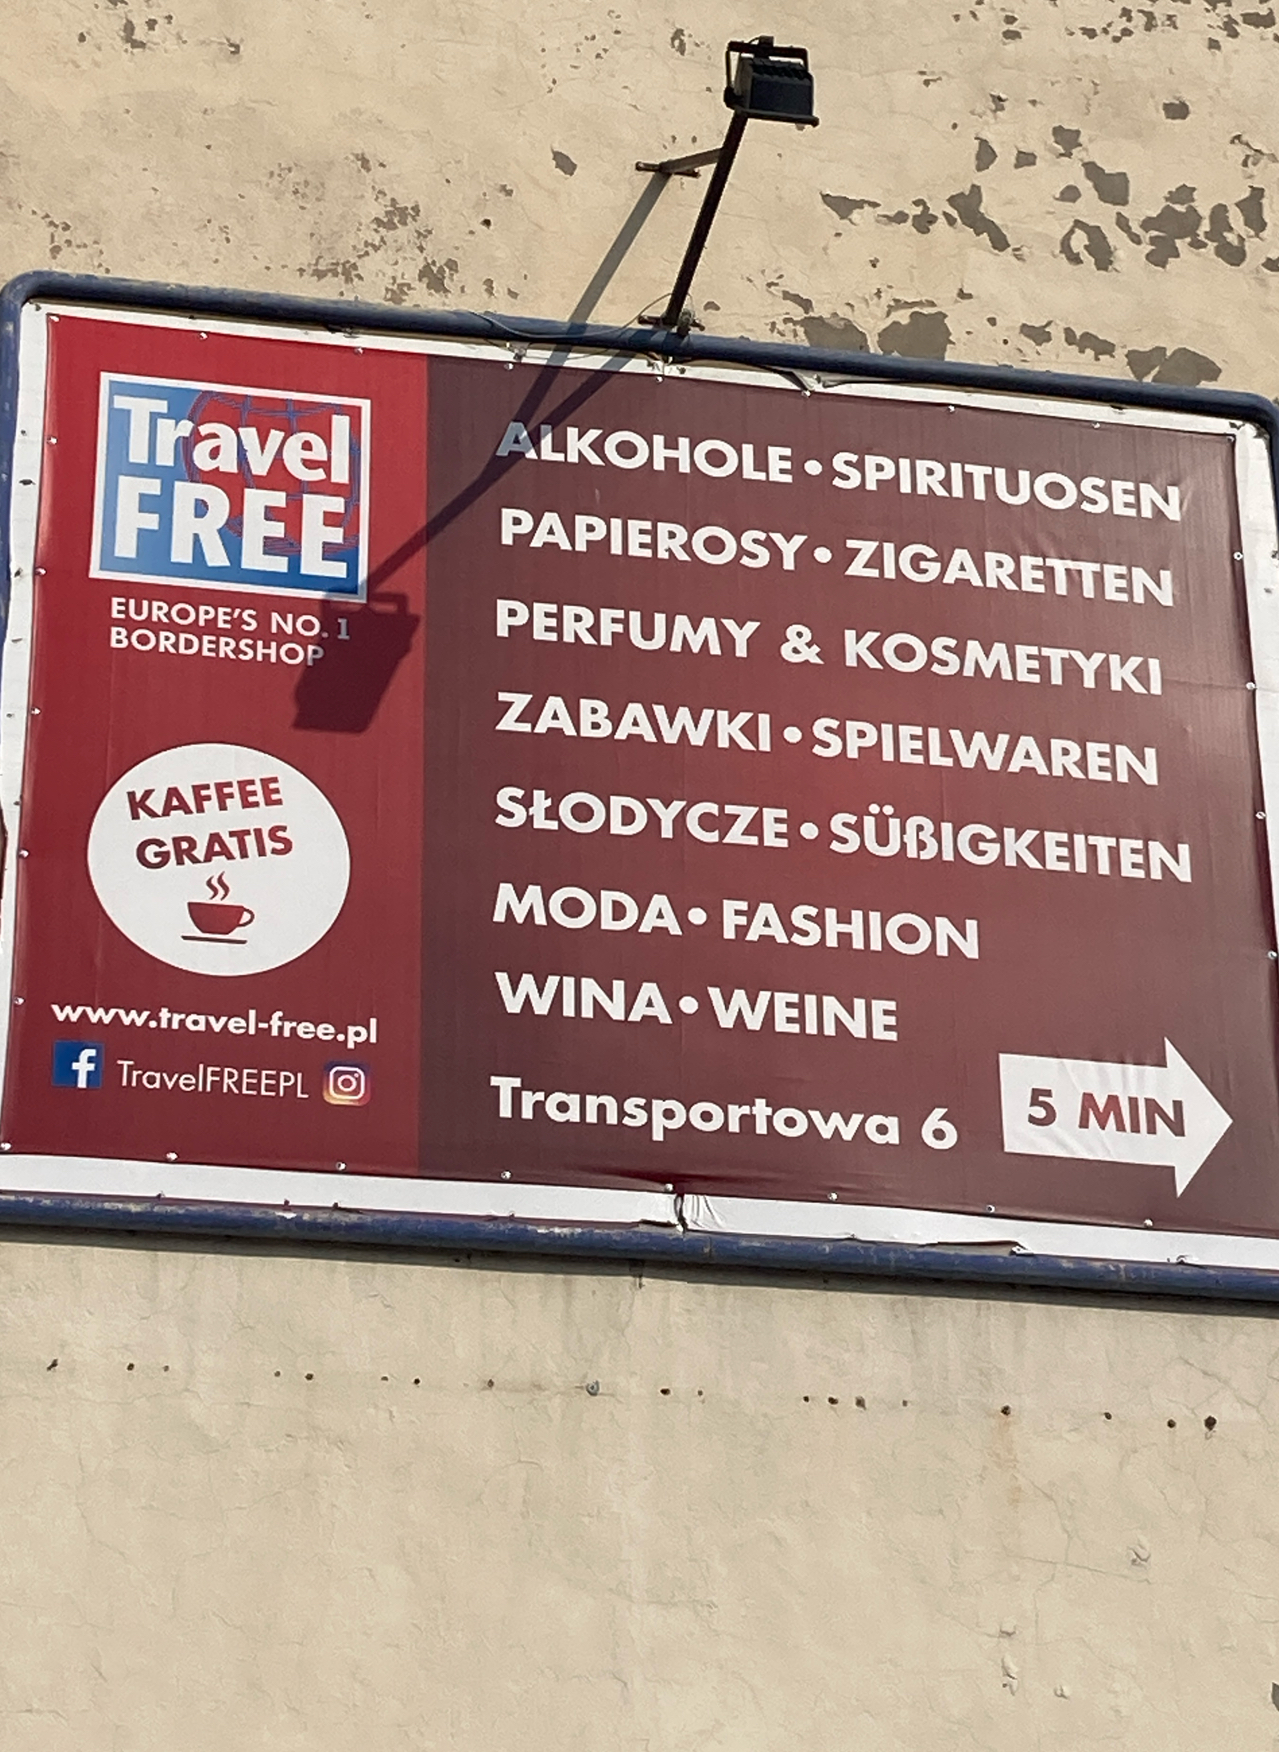 Travel
FREE
EUROPE'S NO. 1
BORDERSHOP
KAFFEE
GRATIS
www.travel-free.pl
f TravelFREEPL
ALKOHOLE • SPIRITUOSEN
PAPIEROSY • ZIGARETTEN
PERFUMY & KOSMETYKI
ZABAWKI • SPIELWAREN
SŁODYCZE • SÜßIGKEITEN
MODA • FASHION
WINA • WEINE
Transportowa 6
5 MIN